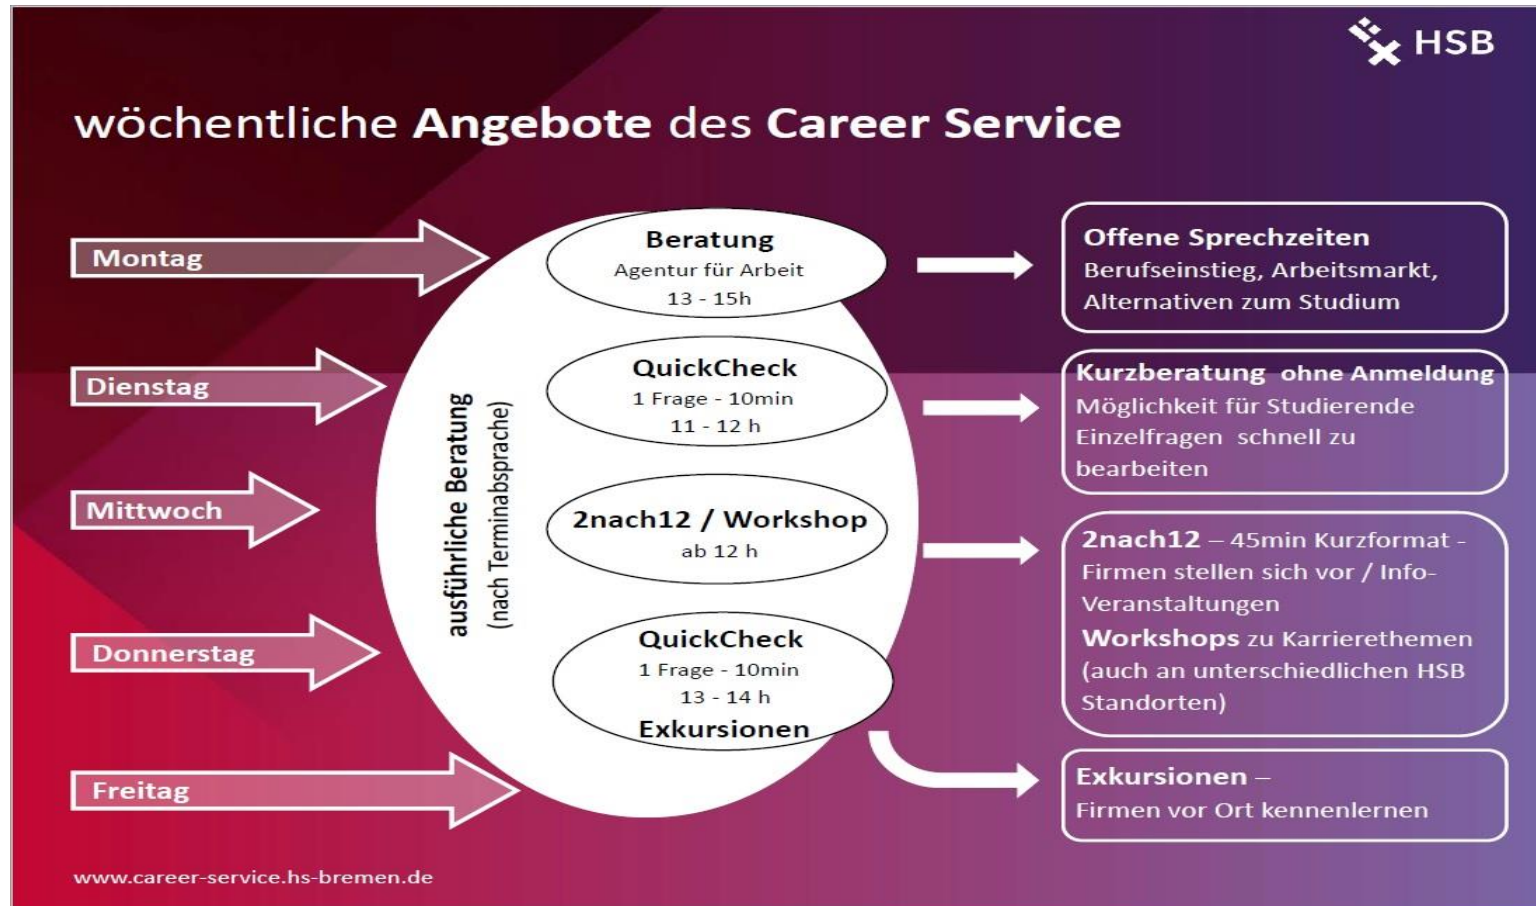 HSB
wöchentliche Angebote des Career Service
Montag
Beratung
Agentur für Arbeit
13 - 15h
Offene Sprechzeiten
Berufseinstieg, Arbeitsmarkt,
Alternativen zum Studium
Dienstag
QuickCheck
1 Frage - 10min
11 - 12 h
Kurzberatung ohne Anmeldung
Möglichkeit für Studierende
Einzelfragen schnell zu
bearbeiten
ausführliche Beratung
(nach Terminabsprache)
Mittwoch
2nach12 / Workshop
ab 12 h
2nach12 – 45min Kurzformat -
Firmen stellen sich vor / Info-
Veranstaltungen
Workshops zu Karrierethemen
(auch an unterschiedlichen HSB
Standorten)
Donnerstag
QuickCheck
1 Frage - 10min
13 - 14 h
Exkursionen
Freitag
Exkursionen –
Firmen vor Ort kennenlernen
www.career-service.hs-bremen.de